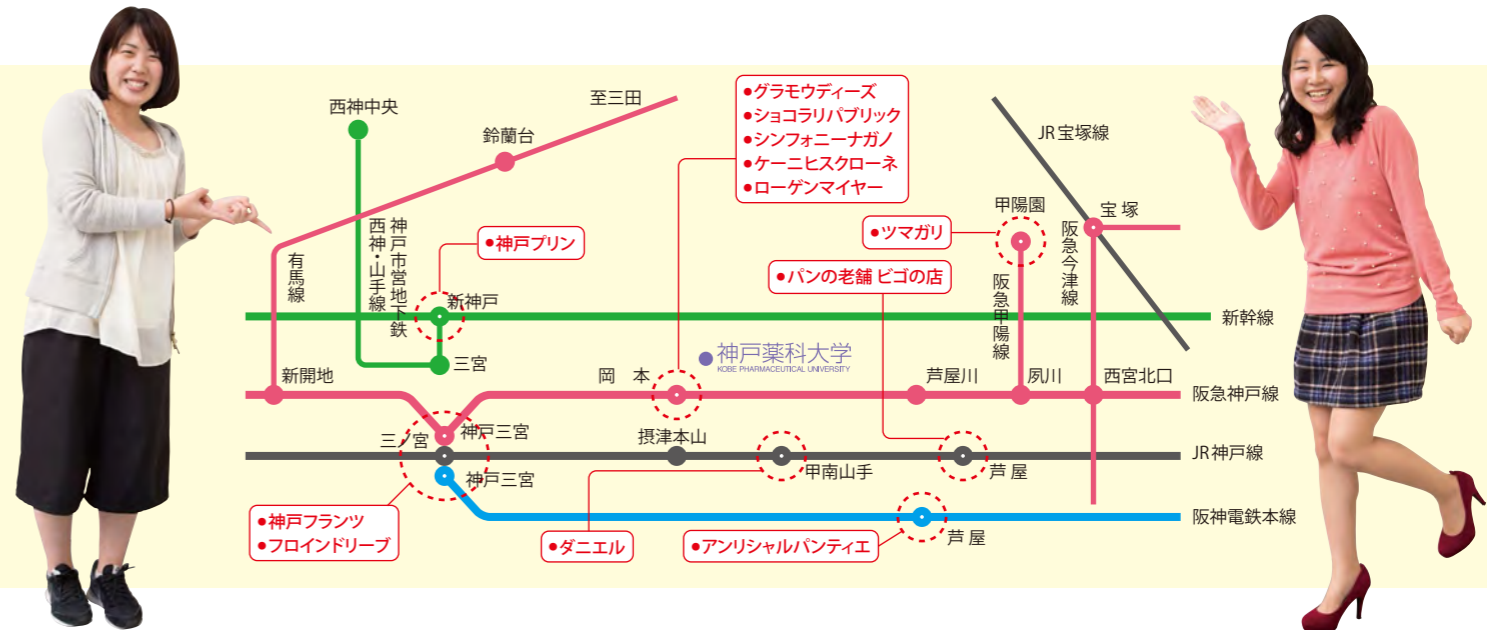 西神中央
至三田
鈴蘭台
●グラモウディーズ
●ショコラリパブリック
●シンフォニーナガノ
●ケーニヒスクローネ
●ローゲンマイヤー
JR宝塚線
甲陽園
宝塚
●ツマガリ
●神戸プリン
●パンの老舗 ビゴの店
有馬線
神戸市営地下鉄
西神・山手線
阪急甲陽線
阪急今津線
新神戸
新幹線
三宮
神戸薬科大学
KOBE PHARMACEUTICAL UNIVERSITY
新開地
岡 本
芦屋川
夙川
西宮北口
阪急神戸線
三ノ宮
神戸三宮
摂津本山
JR神戸線
甲南山手
芦屋
神戸三宮
●神戸フランツ
●フロインドリーブ
●ダニエル
●アンリシャルパンティエ
芦屋
阪神電鉄本線